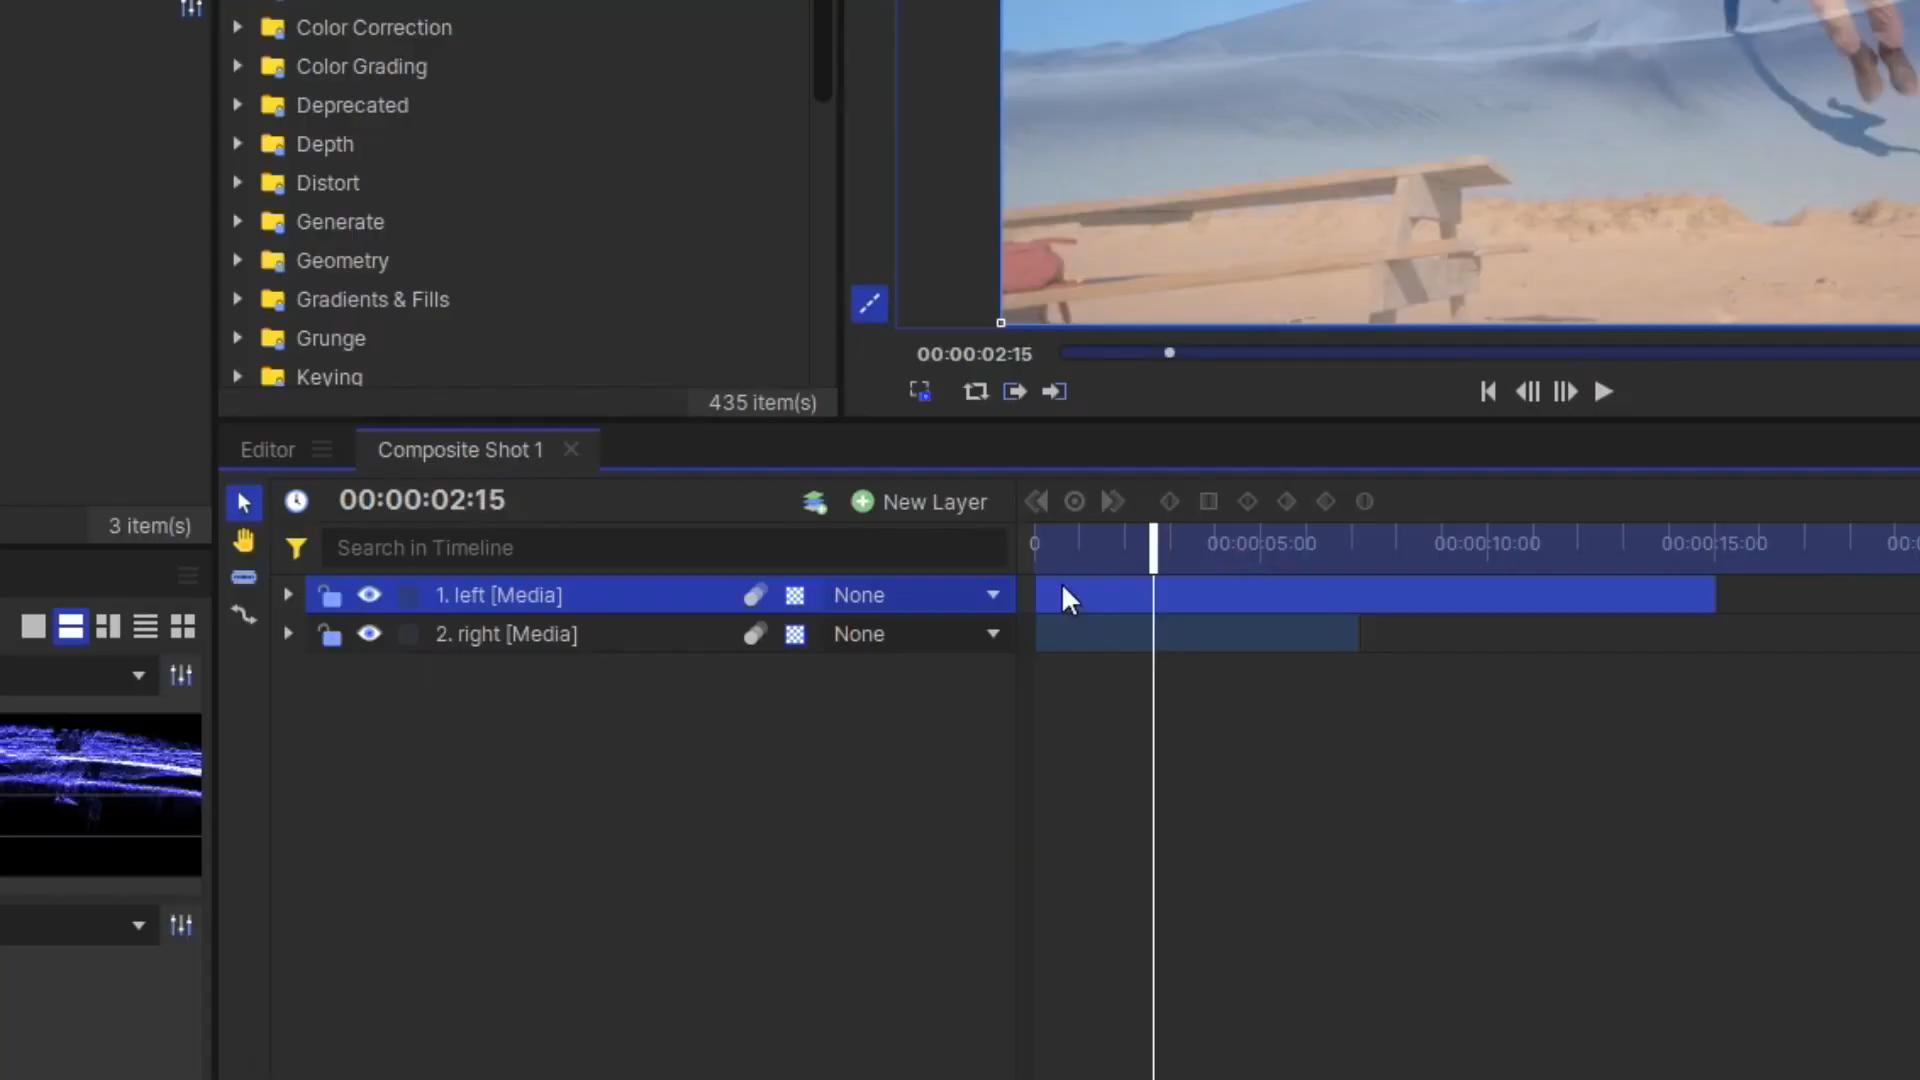 Color Correction
Color Grading
Deprecated
Depth
Distort
Generate
Geometry
Gradients & Fills
Grunge
Keying
435 item(s)
00:00:02:15
Editor
Composite Shot 1
3 item(s)
00:00:02:15
New Layer
Search in Timeline
0
00:00:05:00
00:00:10:00
00:00:15:00
00:
1. left [Media]
None
2. right [Media]
None